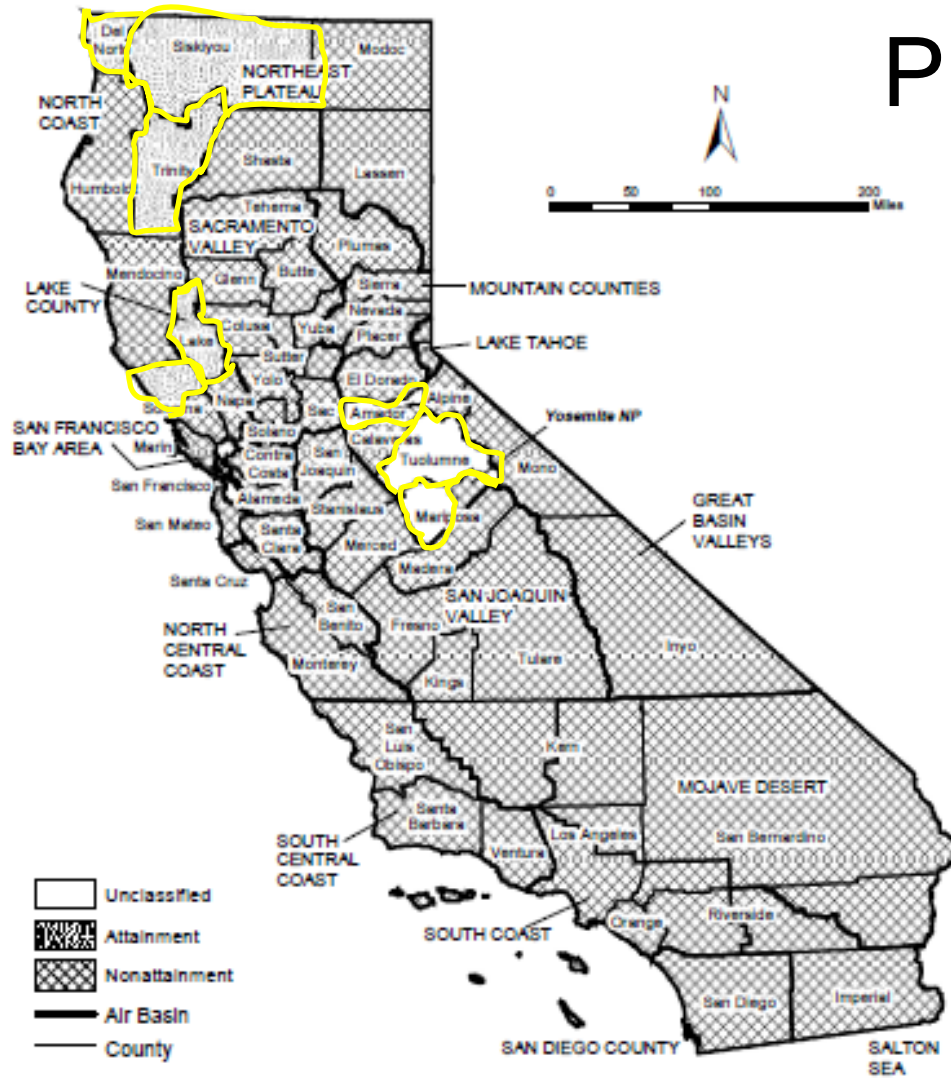 P
Del
Nort
Siskiyou
Modoc
NORTHEAST
PLATEAU
NORTH
COAST
N
Trinity
Shasta
Lassen
Humbold
0 50 100 200
Miles
Tehema
SACRAMENTO
VALLEY
Plumas
Mendocino
Glenn
Butte
Sierra
LAKE
COUNTY
MOUNTAIN COUNTIES
Nevada
Colusa
Yuba
Placer
Lake
Sutter
LAKE TAHOE
Yolo
El Dorado
Napa
Sac
Amador
Alpine
Yosemite NP
SAN FRANCISCO
BAY AREA
Marin
Solano
Calaveras
Contra
Costa
San
Joaquin
Tuolumne
Mono
San Francisco
Alameda
Stanislaus
Mariposa
GREAT
BASIN
VALLEYS
San Mateo
Santa
Clara
Merced
Santa Cruz
Madera
SAN JOAQUIN
VALLEY
San
Benito
Fresno
NORTH
CENTRAL
COAST
Monterey
Tulare
Inyo
Kings
San
Luis
Obispo
Kern
MOJAVE DESERT
Santa
Barbara
Los Angeles
San Bernardino
SOUTH
CENTRAL
COAST
Ventura
Unclassified
Orange
Riverside
SOUTH COAST
Attainment
Nonattainment
San Diego
Imperial
Air Basin
County
SAN DIEGO COUNTY
SALTON
SEA